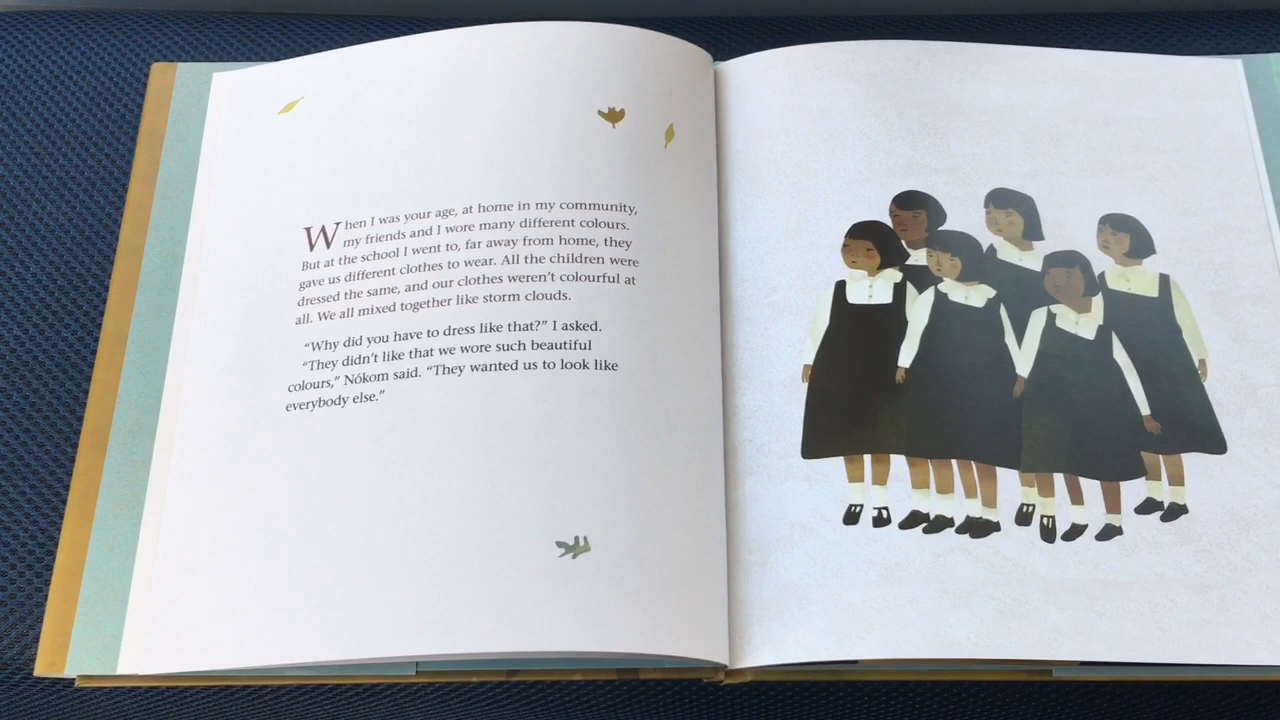 When I was your age, at home in my community,
my friends and I wore many different colours.
But at the school I went to, far away from home, they
gave us different clothes to wear. All the children were
dressed the same, and our clothes weren’t colourful at
all. We all mixed together like storm clouds.
“Why did you have to dress like that?” I asked.
“They didn’t like that we wore such beautiful
colours,” Nókom said. “They wanted us to look like
everybody else.”